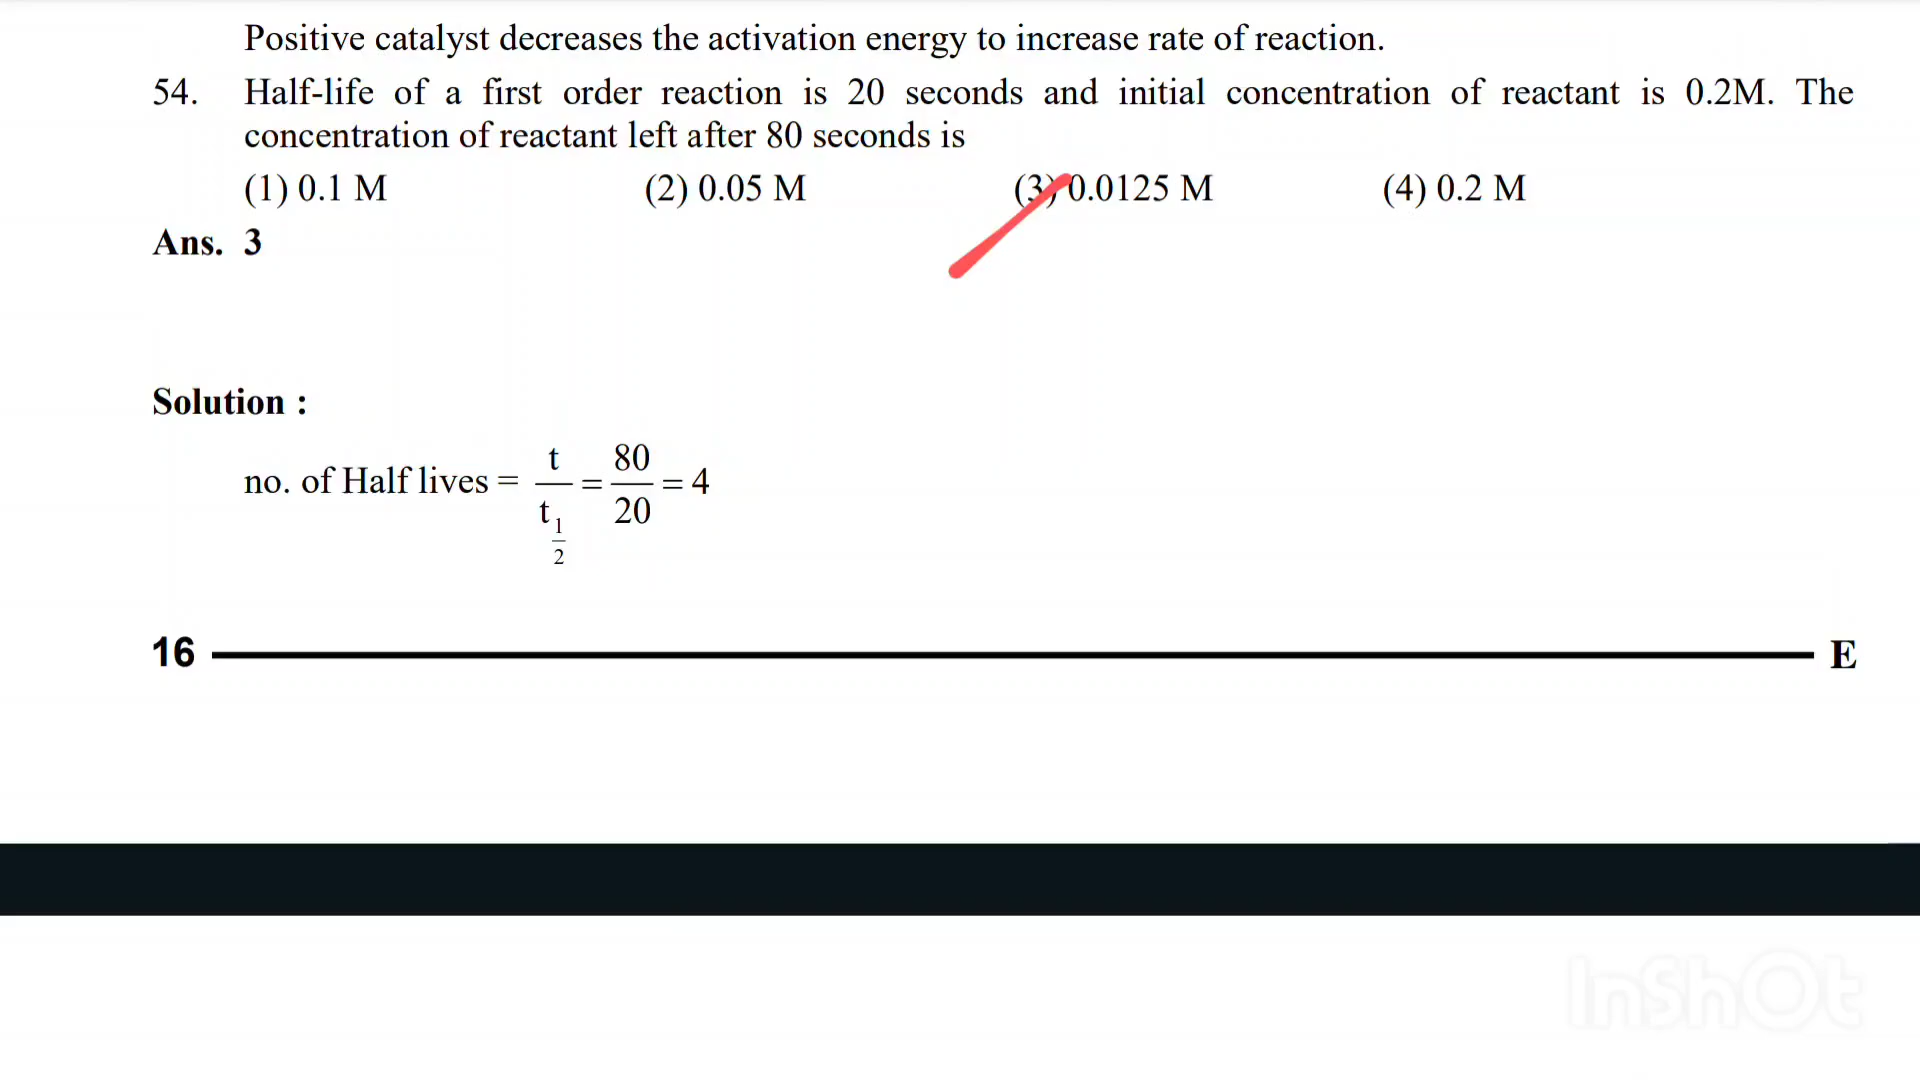 Positive catalyst decreases the activation energy to increase rate of reaction.
54. Half-life of a first order reaction is 20 seconds and initial concentration of reactant is 0.2M. The
concentration of reactant left after 80 seconds is
(1) 0.1 M (2) 0.05 M (3) 0.0125 M (4) 0.2 M
Ans. 3
Solution :
no. of Half lives = t / t_{1/2} = 80 / 20 = 4
16 E
InShOt